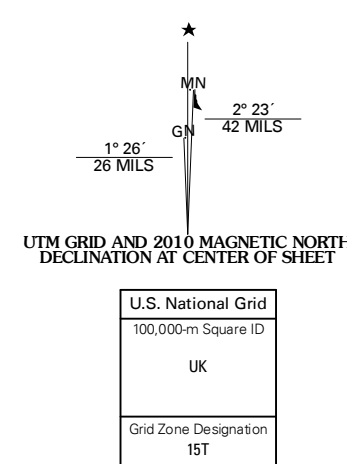 ★
MN
GN
2° 23´
42 MILS
1° 26´
26 MILS
UTM GRID AND 2010 MAGNETIC NORTH
DECLINATION AT CENTER OF SHEET
U.S. National Grid
100,000-m Square ID
UK
Grid Zone Designation
15T